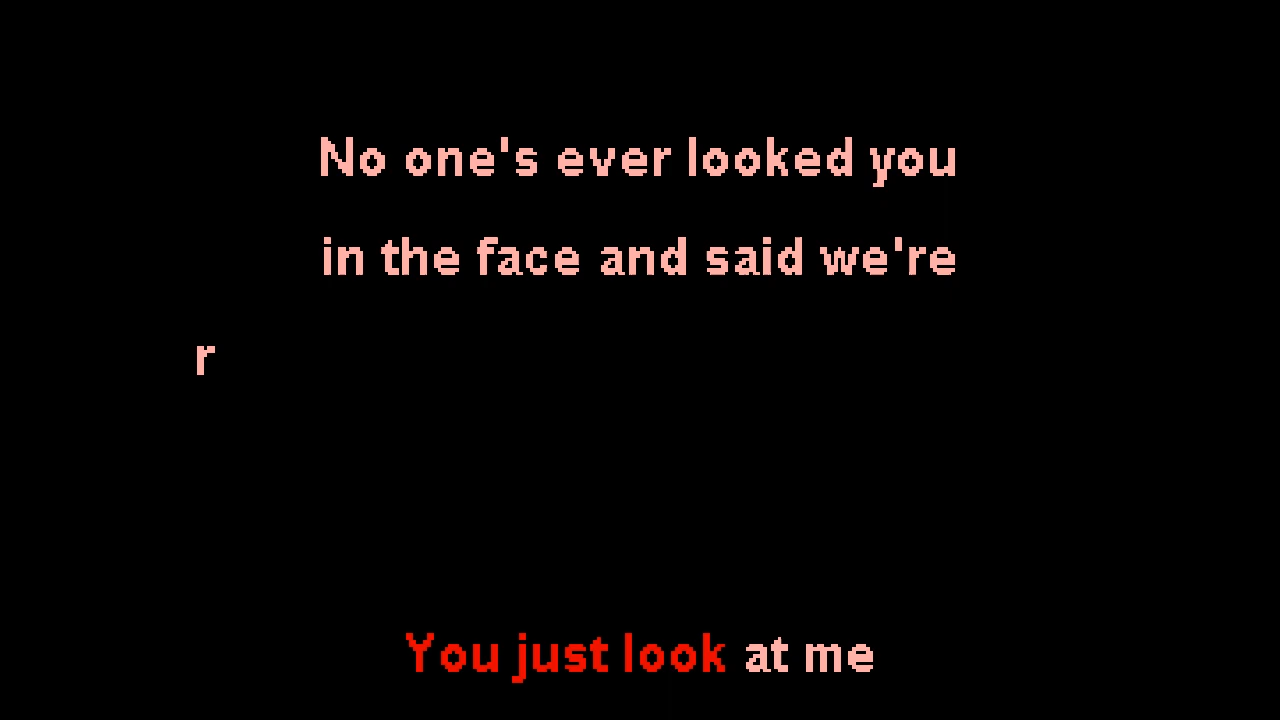 No one's ever looked you
in the face and said we're
r
You just look at me